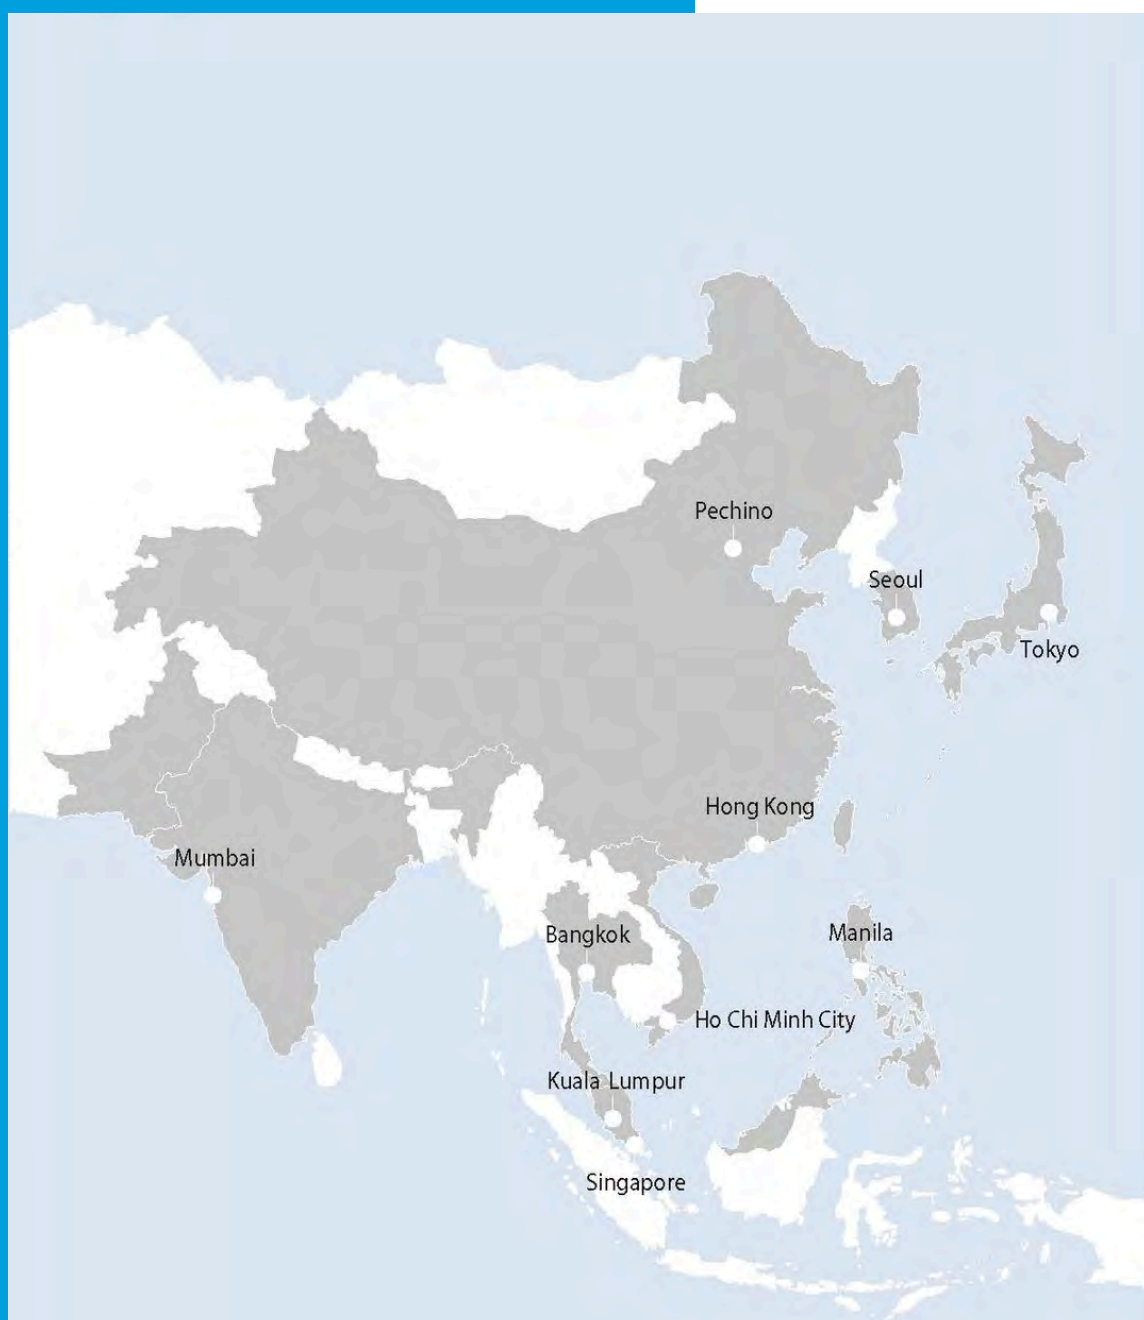 Pechino
Seoul
Tokyo
Hong Kong
Mumbai
Manila
Bangkok
Ho Chi Minh City
Kuala Lumpur
Singapore